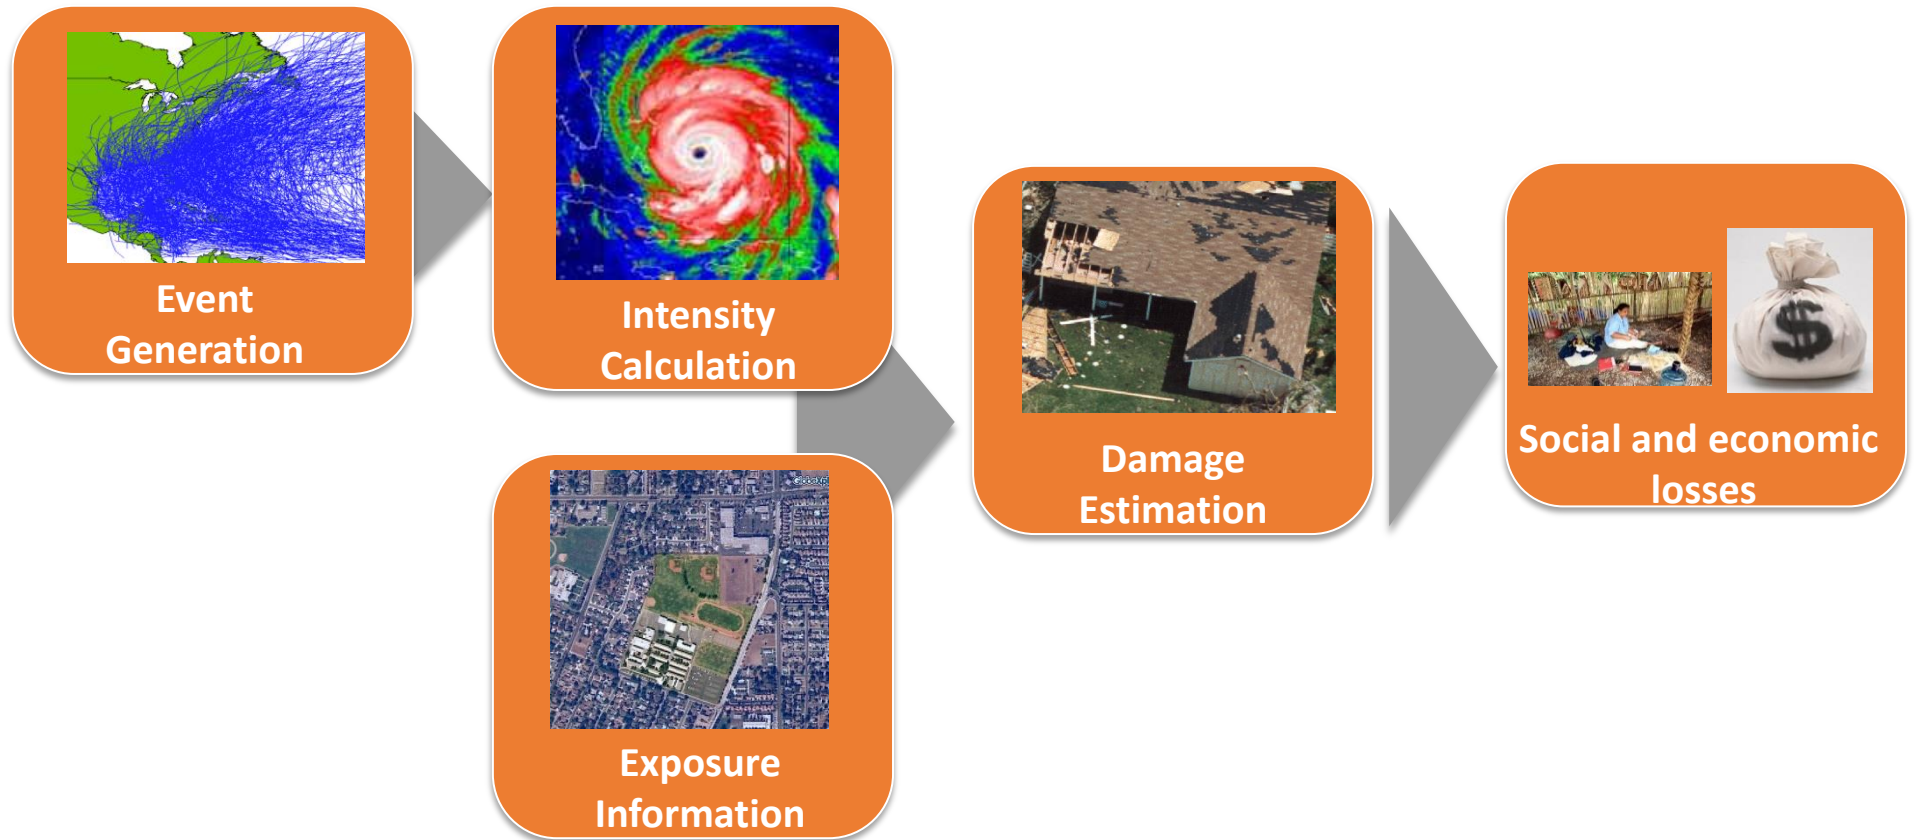 Event
Generation
Intensity
Calculation
Exposure
Information
Damage
Estimation
$
Social and economic
losses